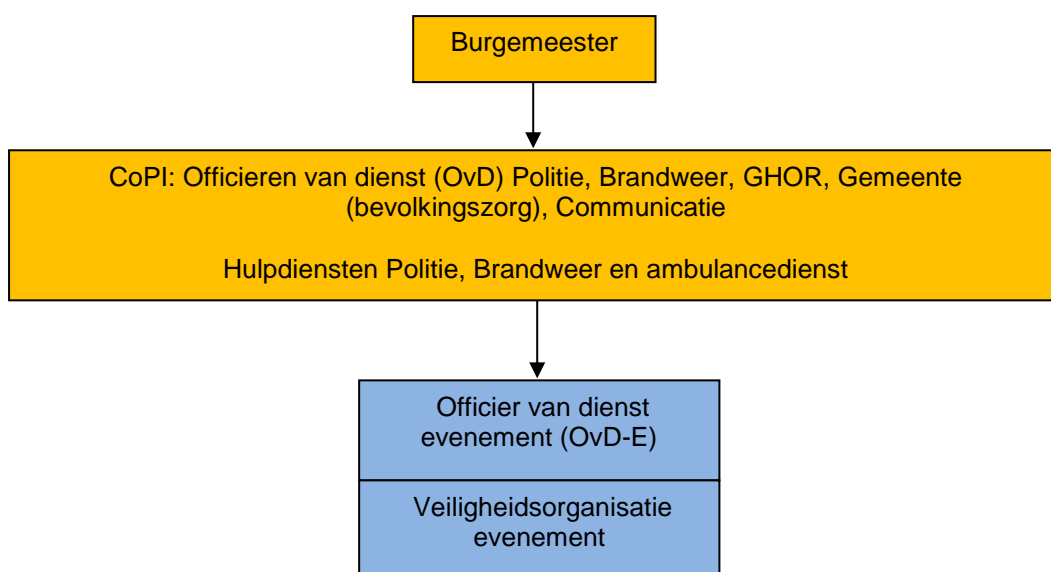 Burgemeester
CoPI: Officieren van dienst (OvD) Politie, Brandweer, GHOR, Gemeente
(bevolkingszorg), Communicatie
Hulpdiensten Politie, Brandweer en ambulancedienst
Officier van dienst
evenement (OvD-E)
Veiligheidsorganisatie
evenement